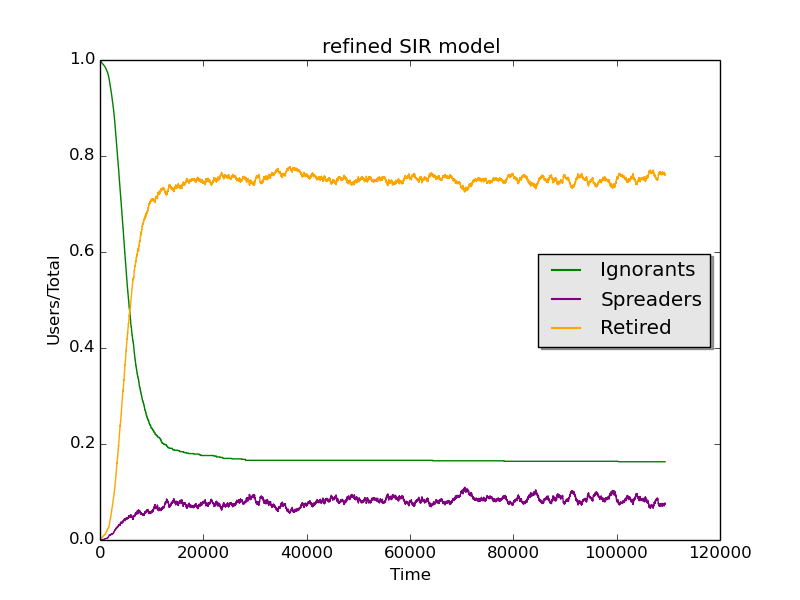 refined SIR model
1.0
0.8
0.6
0.4
0.2
0.0
Users/Total
Ignorants
Spreaders
Retired
0 20000 40000 60000 80000 100000 120000
Time